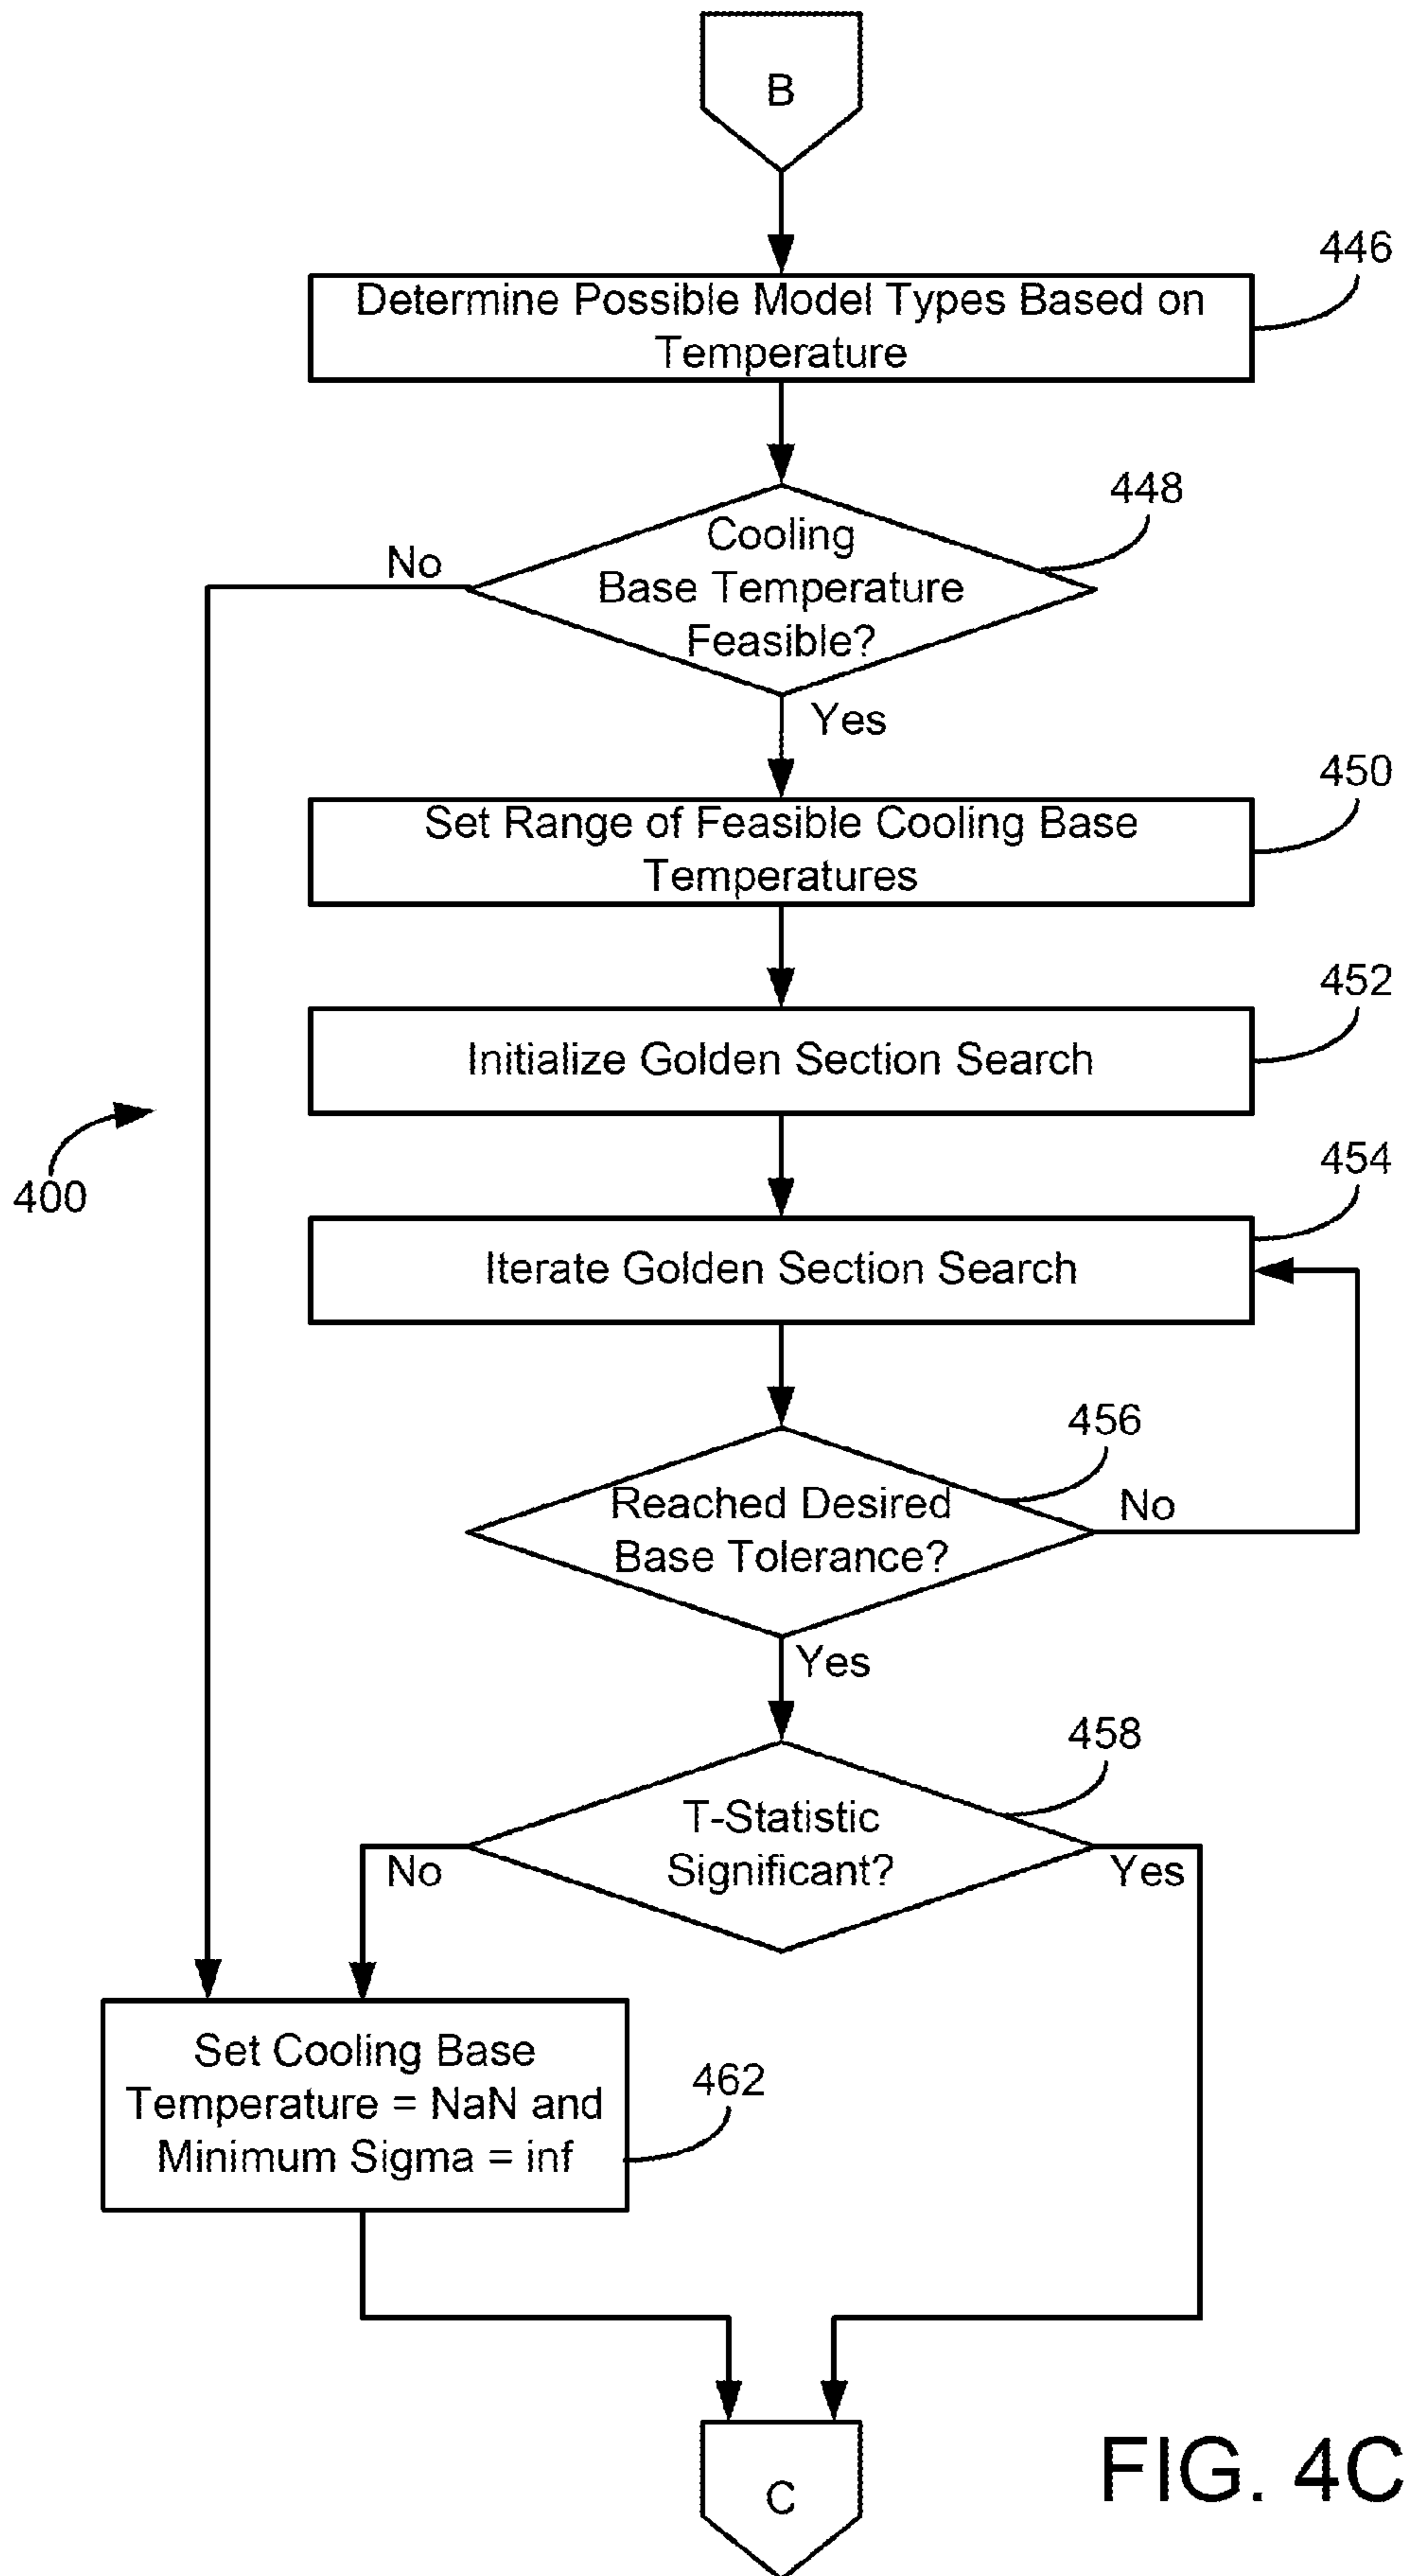 B
446
Determine Possible Model Types Based on
Temperature
448
Cooling
Base Temperature
Feasible?
No
Yes
450
Set Range of Feasible Cooling Base
Temperatures
452
Initialize Golden Section Search
400
454
Iterate Golden Section Search
456
Reached Desired
Base Tolerance?
No
Yes
458
T-Statistic
Significant?
No
Yes
Set Cooling Base
Temperature = NaN and
Minimum Sigma = inf
462
C
FIG. 4C